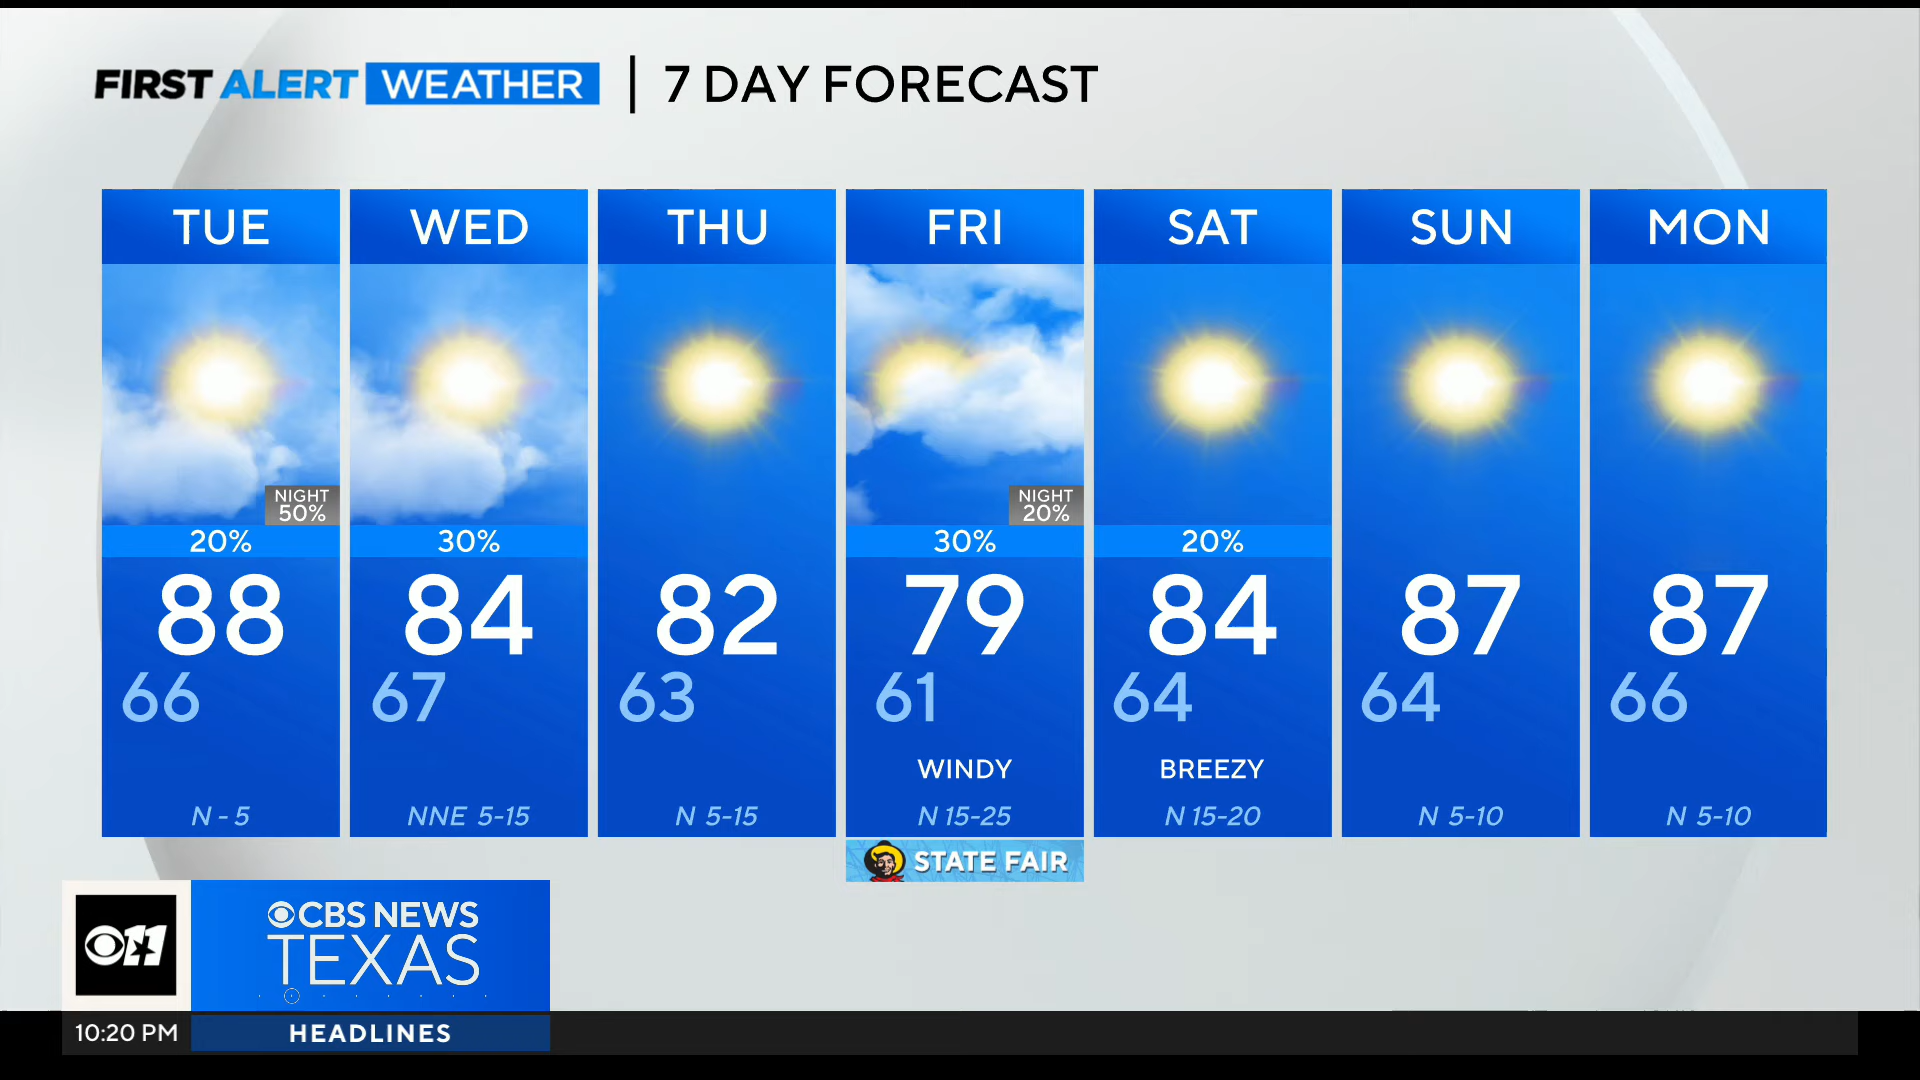 FIRST ALERT WEATHER | 7 DAY FORECAST
TUE WED THU FRI SAT SUN MON
NIGHT 50% NIGHT 20%
20% 30% 30% 20%
88 84 82 79 84 87 87
66 67 63 61 64 64 66
WINDY BREEZY
N - 5 NNE 5-15 N 5-15 N 15-25 N 15-20 N 5-10 N 5-10
STATE FAIR
11 CBS NEWS
TEXAS
10:20 PM HEADLINES